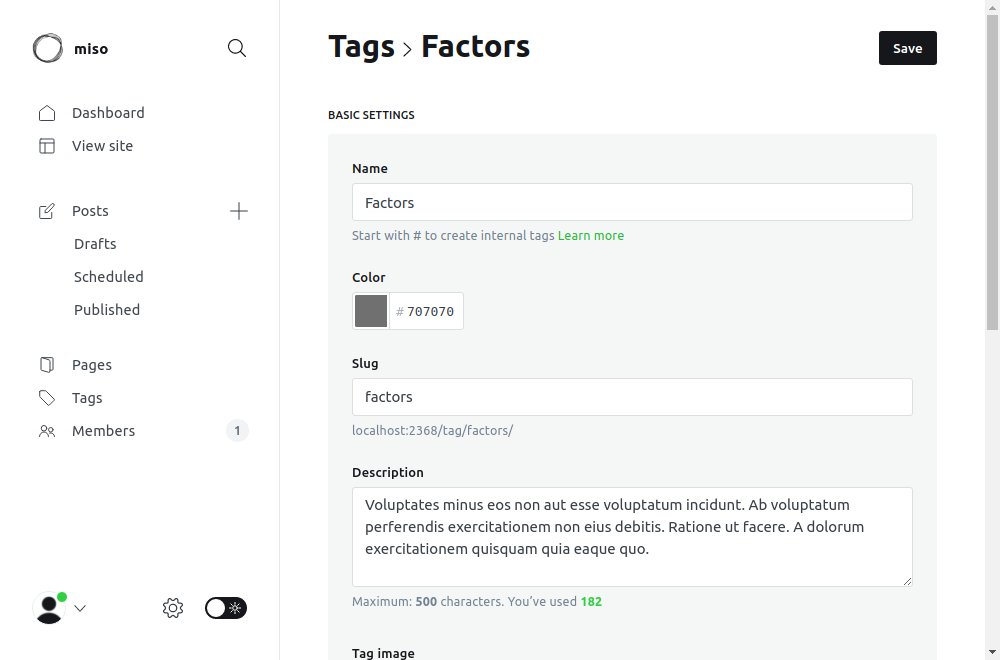 miso
Dashboard
View site
Posts
Drafts
Scheduled
Published
Pages
Tags
Members
1
Tags
Factors
Save
BASIC SETTINGS
Name
Factors
Start with # to create internal tags Learn more
Color
# 707070
Slug
factors
localhost:2368/tag/factors/
Description
Voluptates minus eos non aut esse voluptatum incidunt. Ab voluptatum
perferendis exercitationem non eius debitis. Ratione ut facere. A dolorum
exercitationem quisquam quia eaque quo.
Maximum: 500 characters. You’ve used 182
Tag image